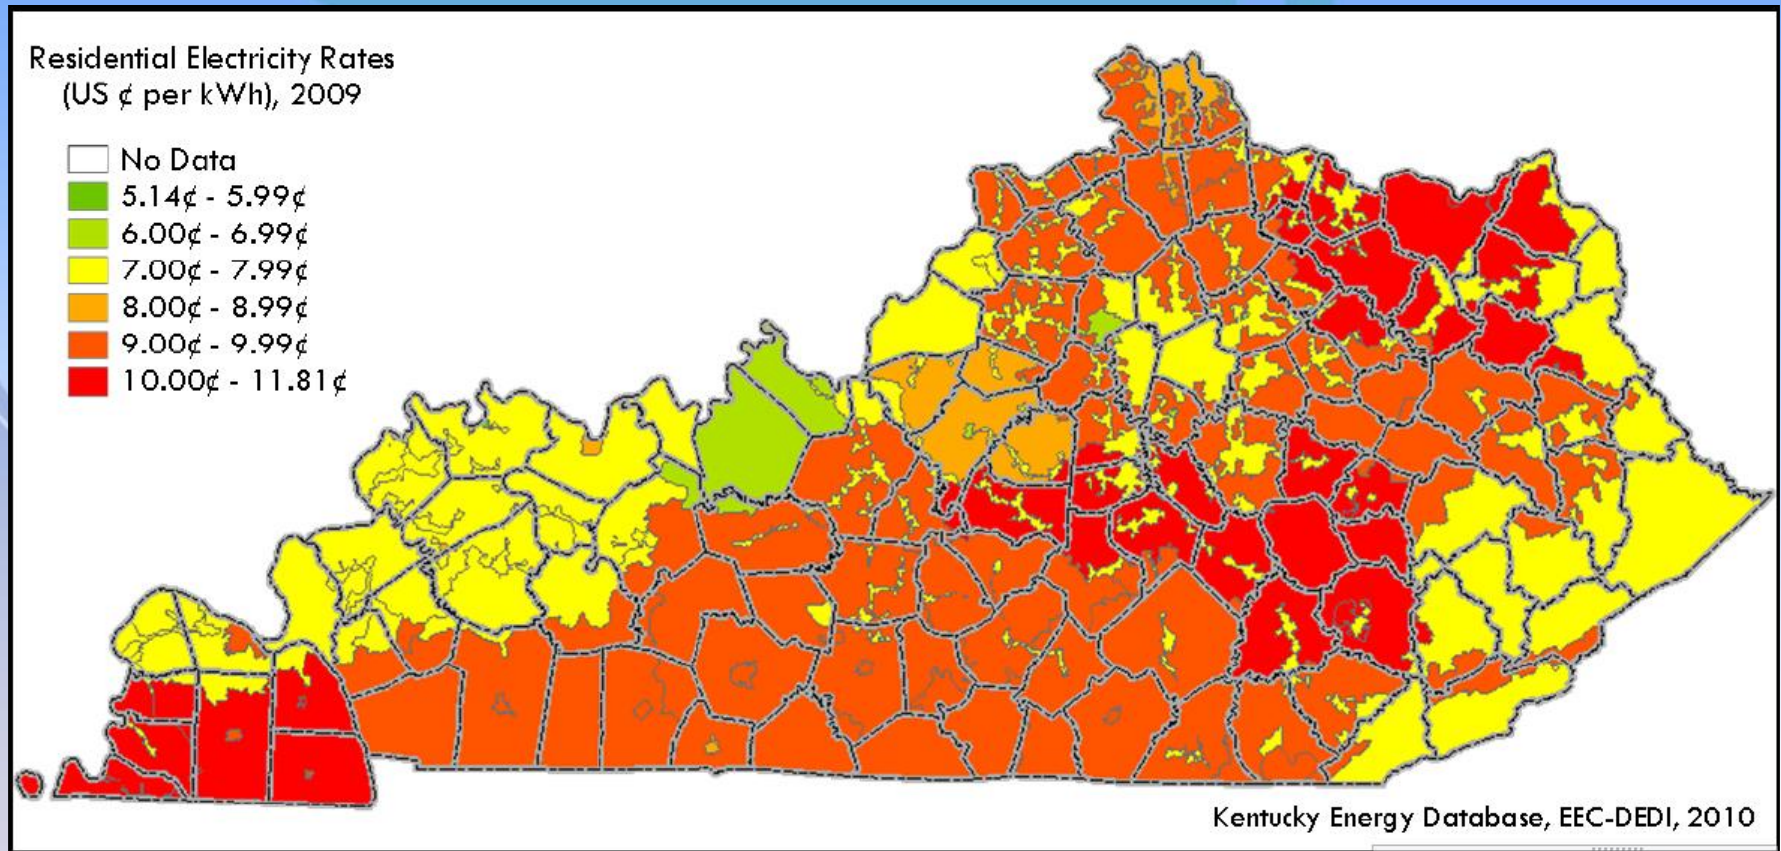 Residential Electricity Rates
(US ¢ per kWh), 2009
No Data
5.14¢ - 5.99¢
6.00¢ - 6.99¢
7.00¢ - 7.99¢
8.00¢ - 8.99¢
9.00¢ - 9.99¢
10.00¢ - 11.81¢
Kentucky Energy Database, EEC-DEDI, 2010